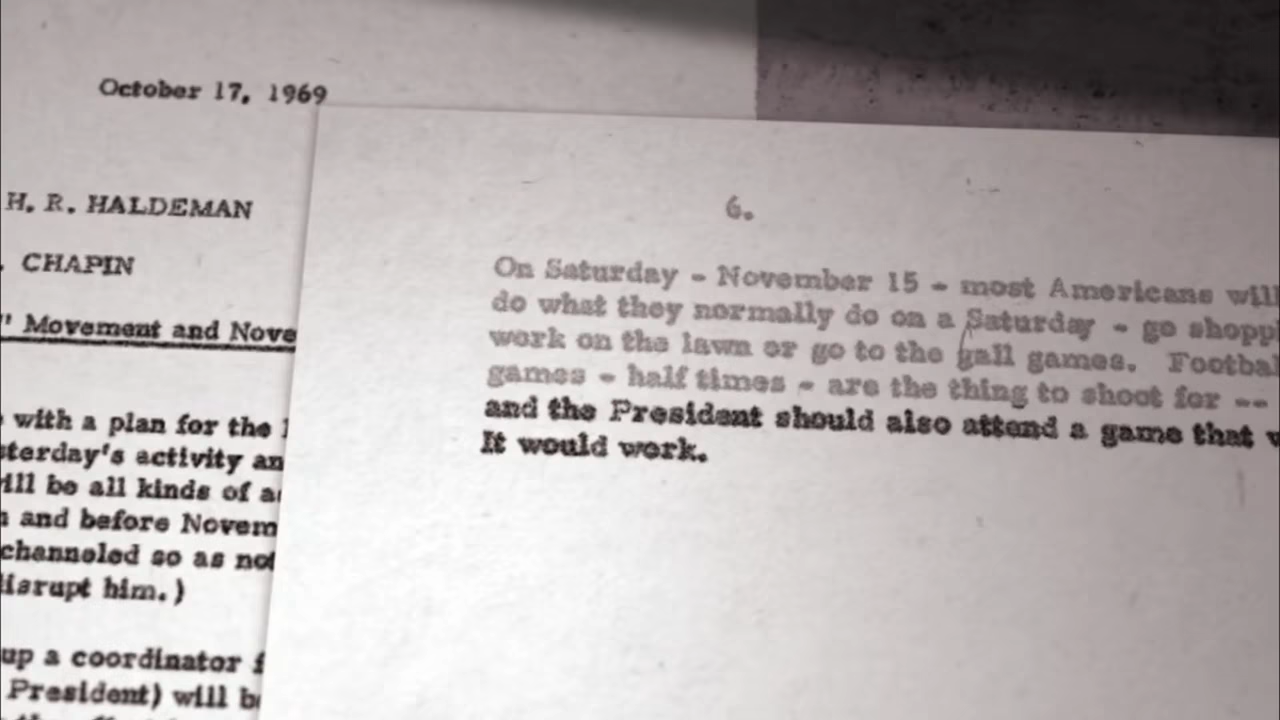 October 17, 1969
H. R. HALDEMAN
. CHAPIN
" Movement and Nove
with a plan for the
sterday's activity an
ill be all kinds of a
and before Novem
channeled so as not
disrupt him.)
up a coordinator f
President) will b
6.
On Saturday - November 15 - most Americans will
do what they normally do on a Saturday - go shoppi
work on the lawn or go to the gall games. Footbal
games - half times - are the thing to shoot for --
and the President should also attend a game that w
It would work.